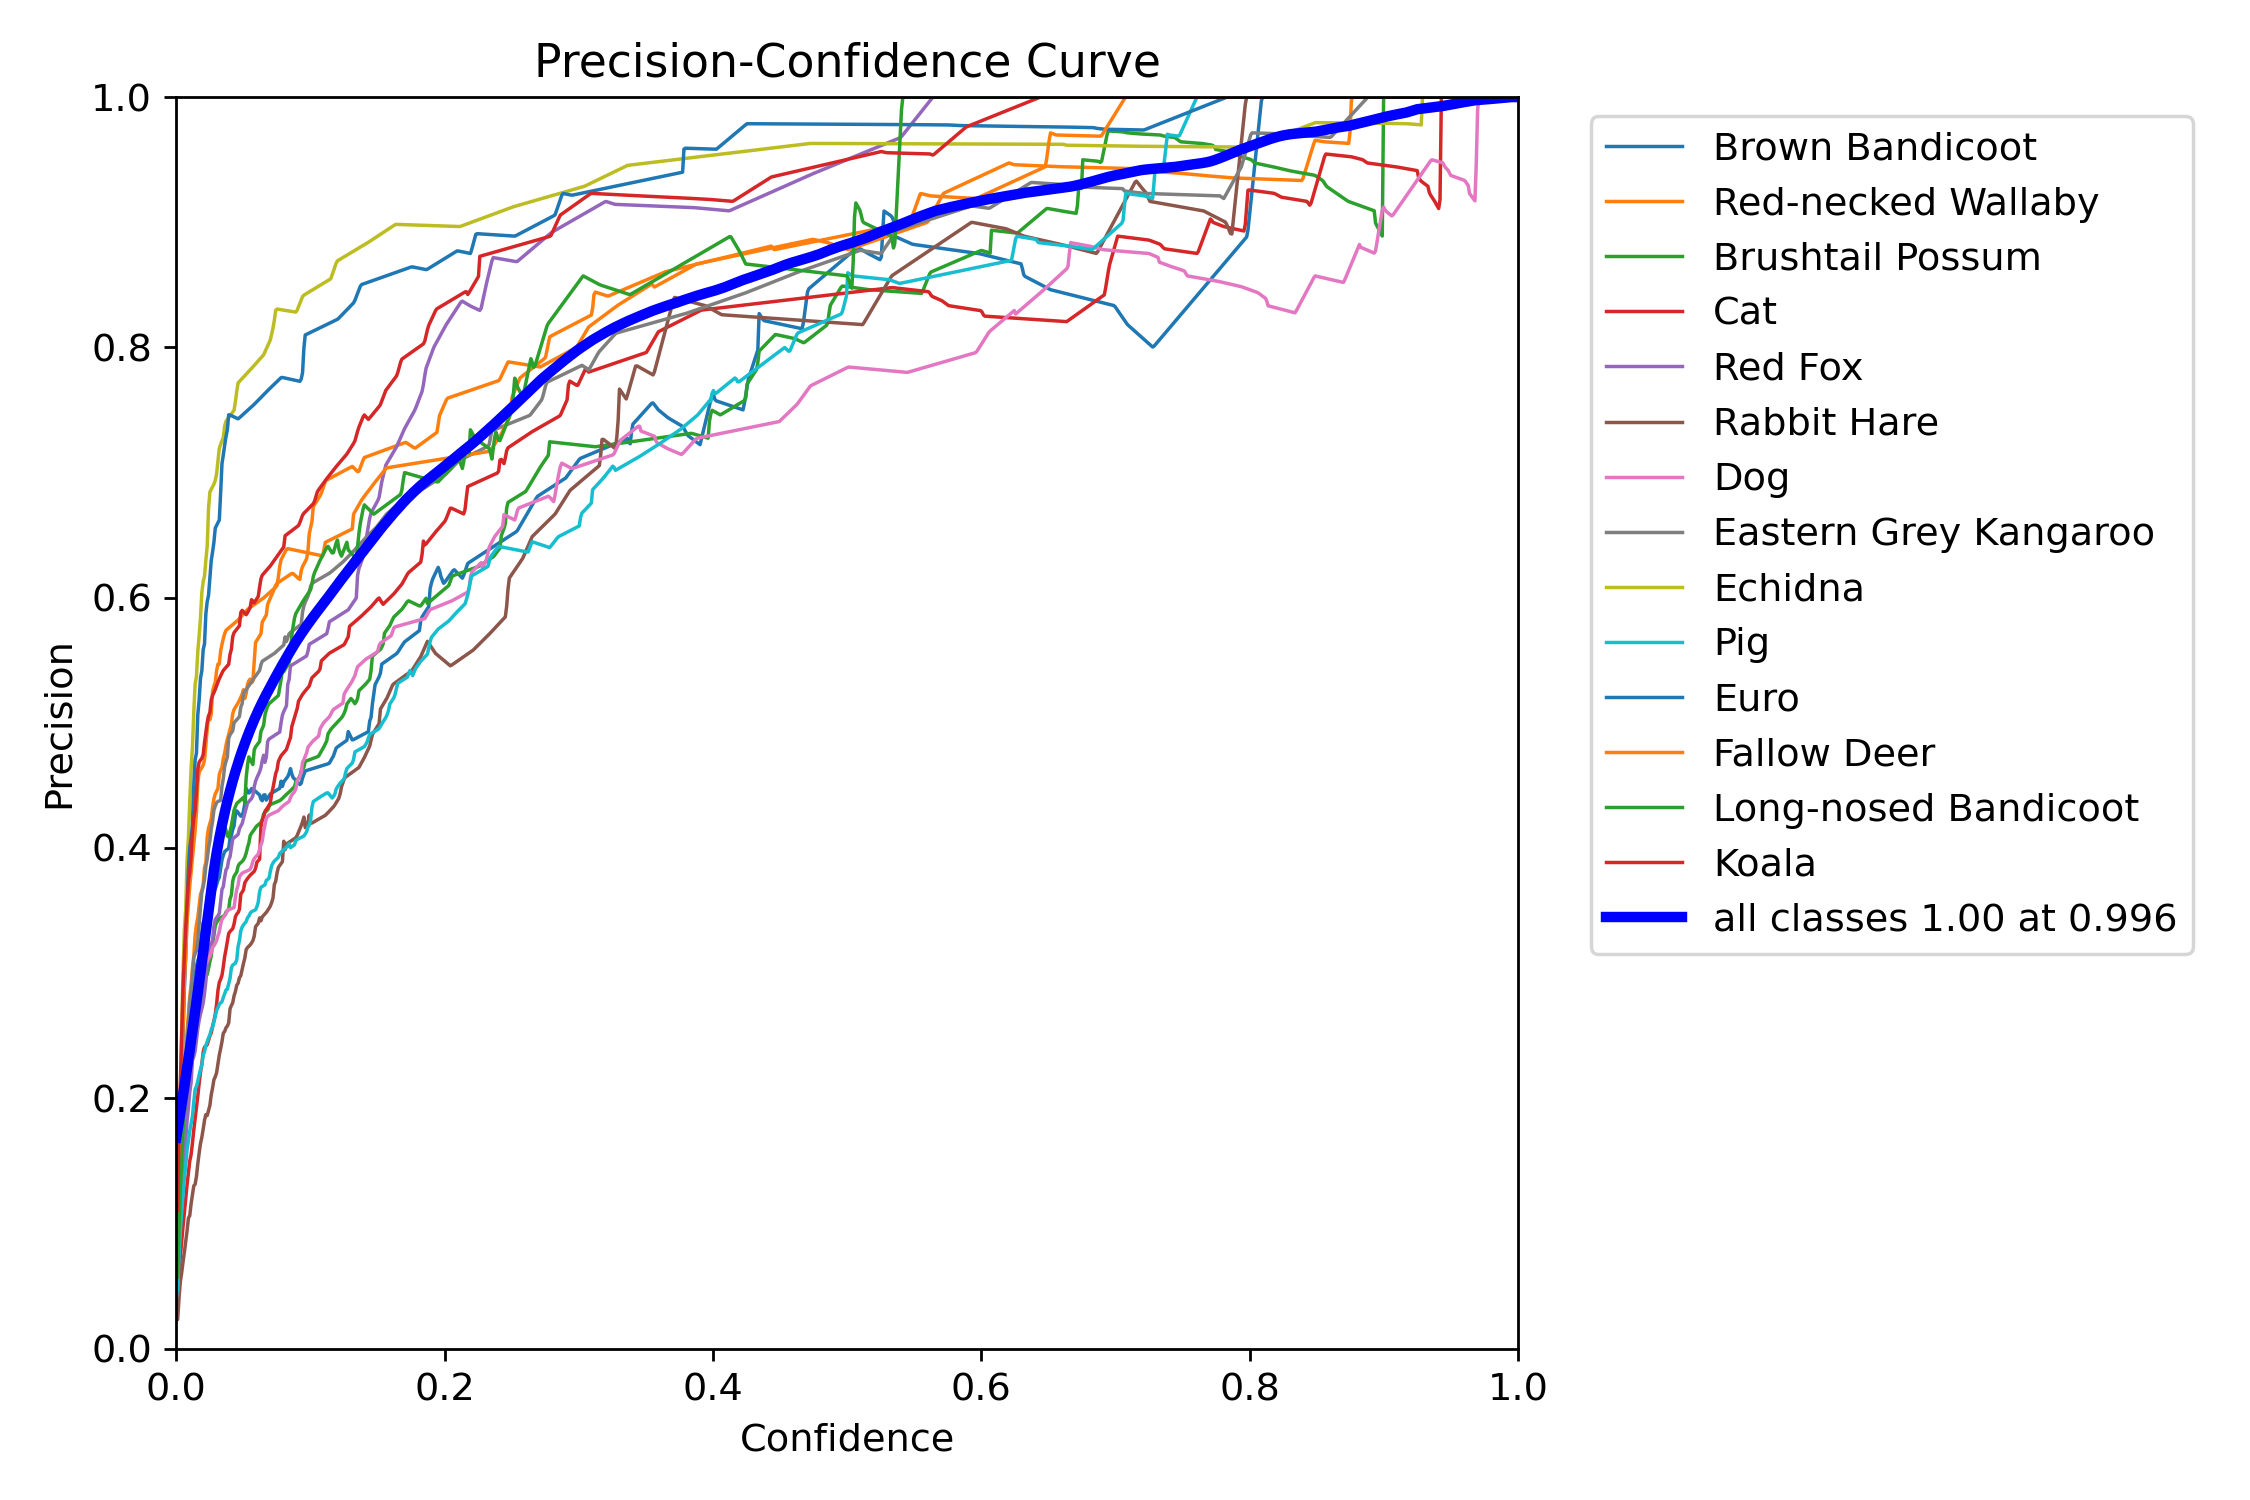 Precision-Confidence Curve
1.0
0.8
0.6
0.4
0.2
0.0
Precision
0.0 0.2 0.4 0.6 0.8 1.0
Confidence
Brown Bandicoot
Red-necked Wallaby
Brushtail Possum
Cat
Red Fox
Rabbit Hare
Dog
Eastern Grey Kangaroo
Echidna
Pig
Euro
Fallow Deer
Long-nosed Bandicoot
Koala
all classes 1.00 at 0.996